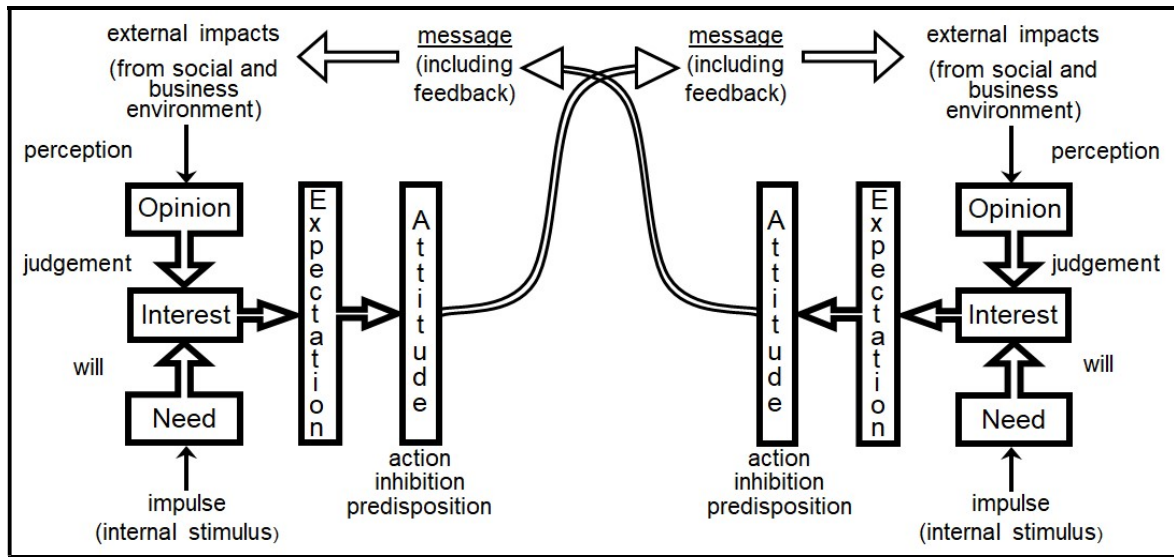 external impacts
(from social and
business
environment)
message
(including
feedback)
message
(including
feedback)
external impacts
(from social and
business
environment)
perception
Opinion
judgement
Interest
will
Need
impulse
(internal stimulus)
Expectation
Attitude
action
inhibition
predisposition
Attitude
action
inhibition
predisposition
Expectation
perception
Opinion
judgement
Interest
will
Need
impulse
(internal stimulus)